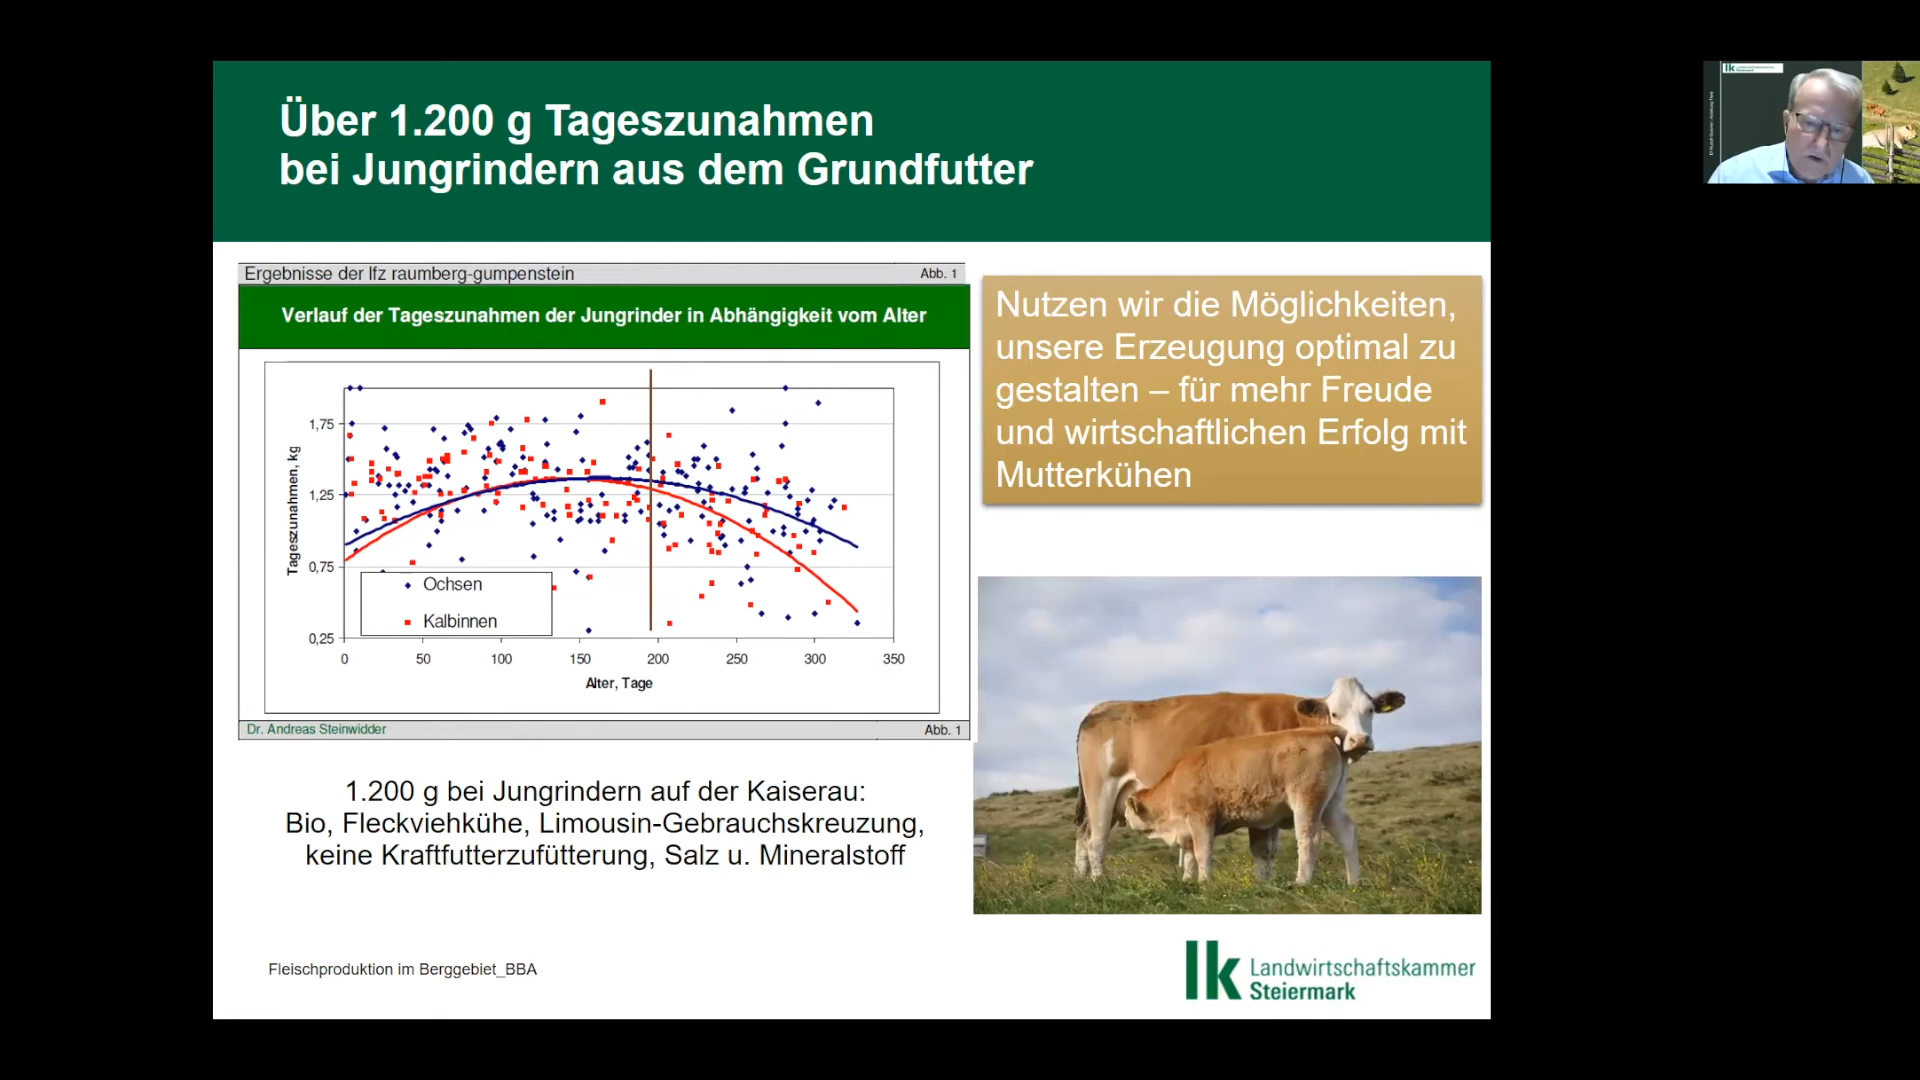 Über 1.200 g Tageszunahmen
bei Jungrindern aus dem Grundfutter
Ergebnisse der lfz raumberg-gumpenstein
Abb. 1
Verlauf der Tageszunahmen der Jungrinder in Abhängigkeit vom Alter
Tageszunahmen, kg
1,75
1,25
0,75
0,25
Ochsen
Kalbinnen
0 50 100 150 200 250 300 350
Alter, Tage
Dr. Andreas Steinwidder
Abb. 1
Nutzen wir die Möglichkeiten,
unsere Erzeugung optimal zu
gestalten – für mehr Freude
und wirtschaftlichen Erfolg mit
Mutterkühen
1.200 g bei Jungrindern auf der Kaiserau:
Bio, Fleckviehkühe, Limousin-Gebrauchskreuzung,
keine Kraftfutterzufütterung, Salz u. Mineralstoff
Fleischproduktion im Berggebiet_BBA
lk Landwirtschaftskammer
Steiermark
lk